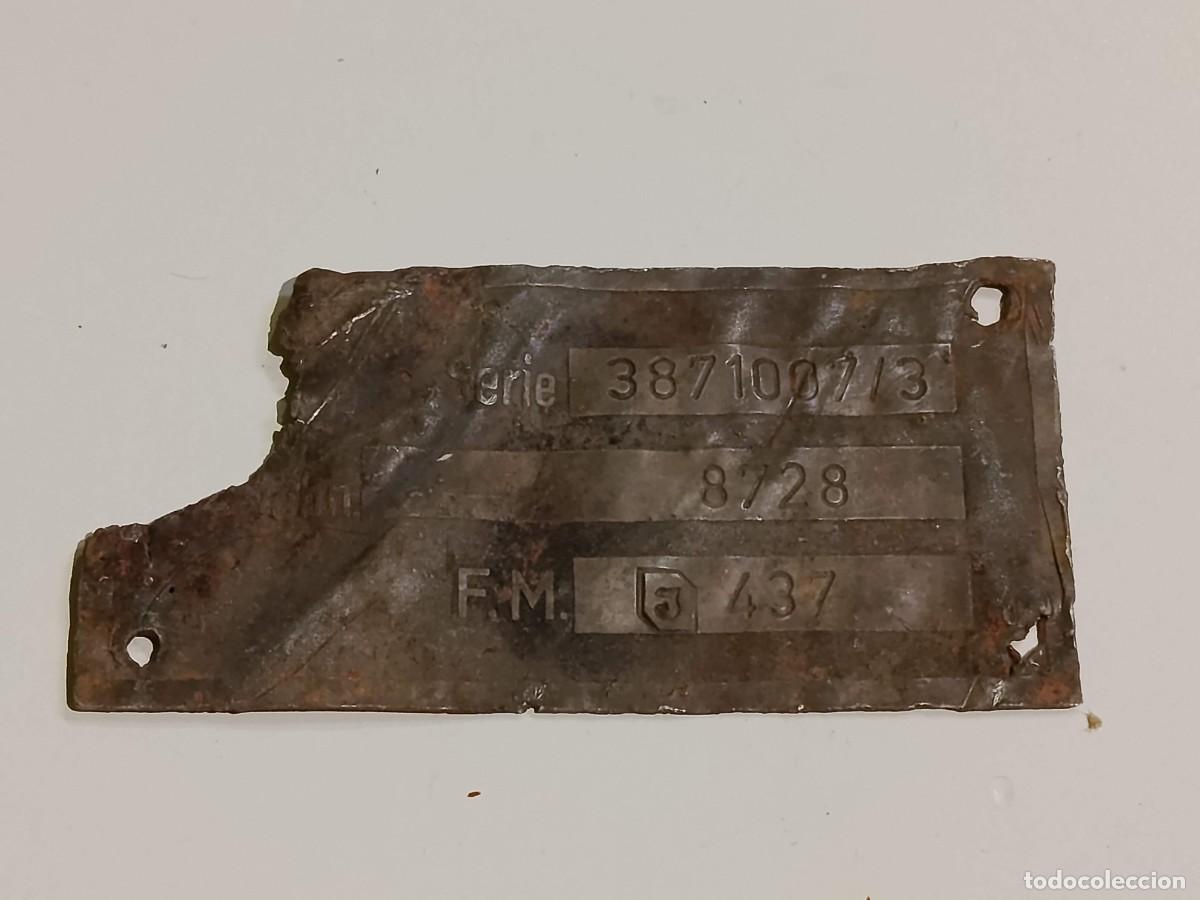 Serie 3871007/3
8728
F.M. J 437
todocoleccion